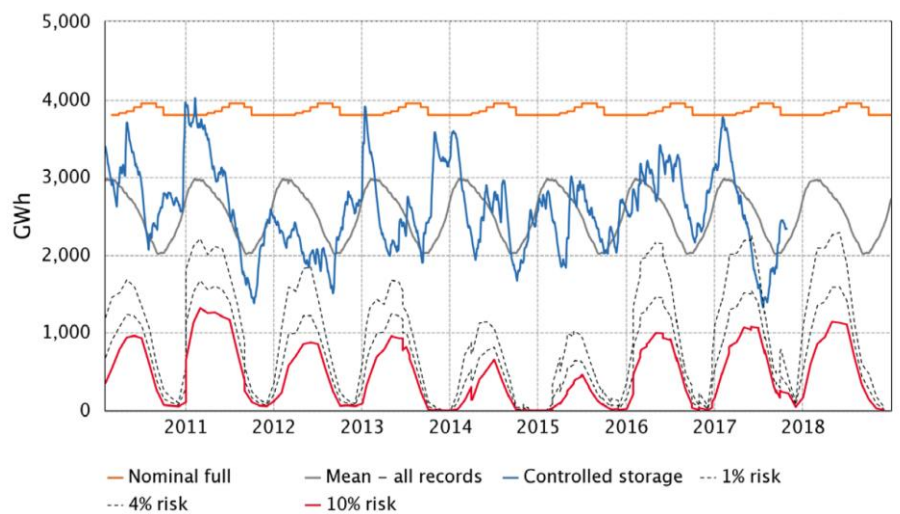 5,000
4,000
3,000
2,000
1,000
0
GWh
2011 2012 2013 2014 2015 2016 2017 2018
Nominal full Mean – all records Controlled storage 1% risk
4% risk 10% risk